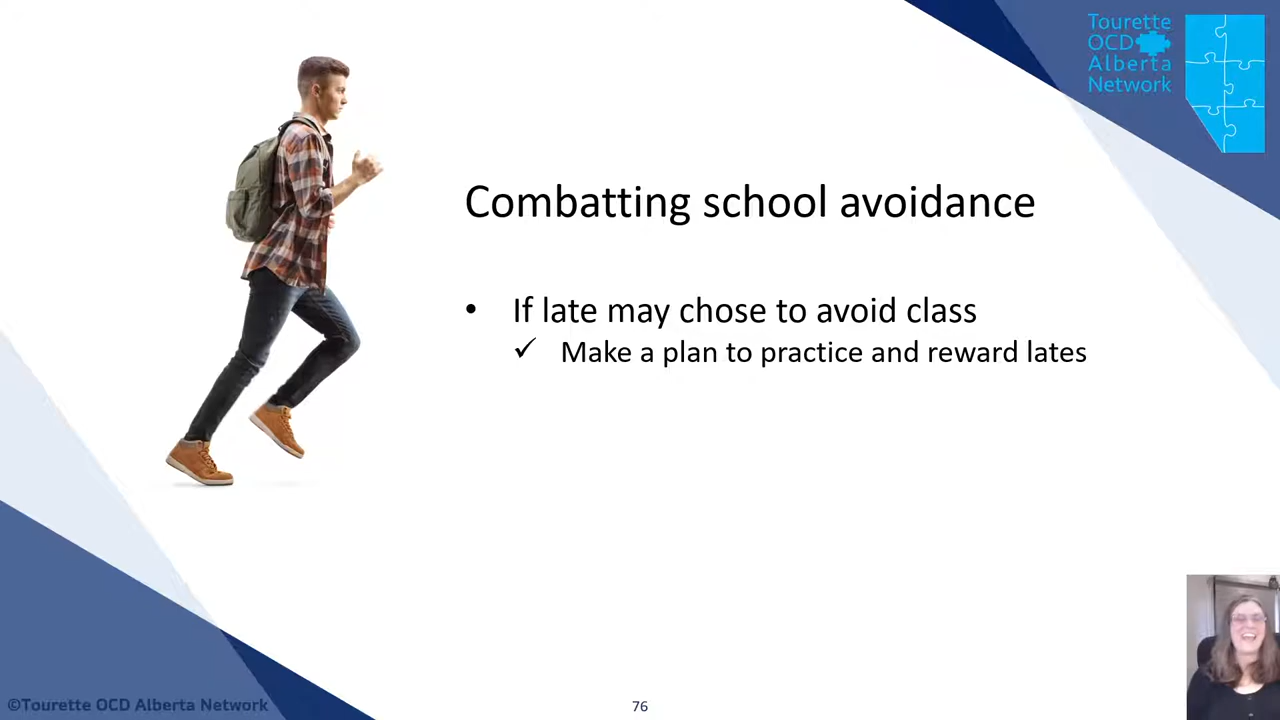 Tourette
OCD
Alberta
Network
Combatting school avoidance
• If late may chose to avoid class
✓ Make a plan to practice and reward lates
©Tourette OCD Alberta Network
76